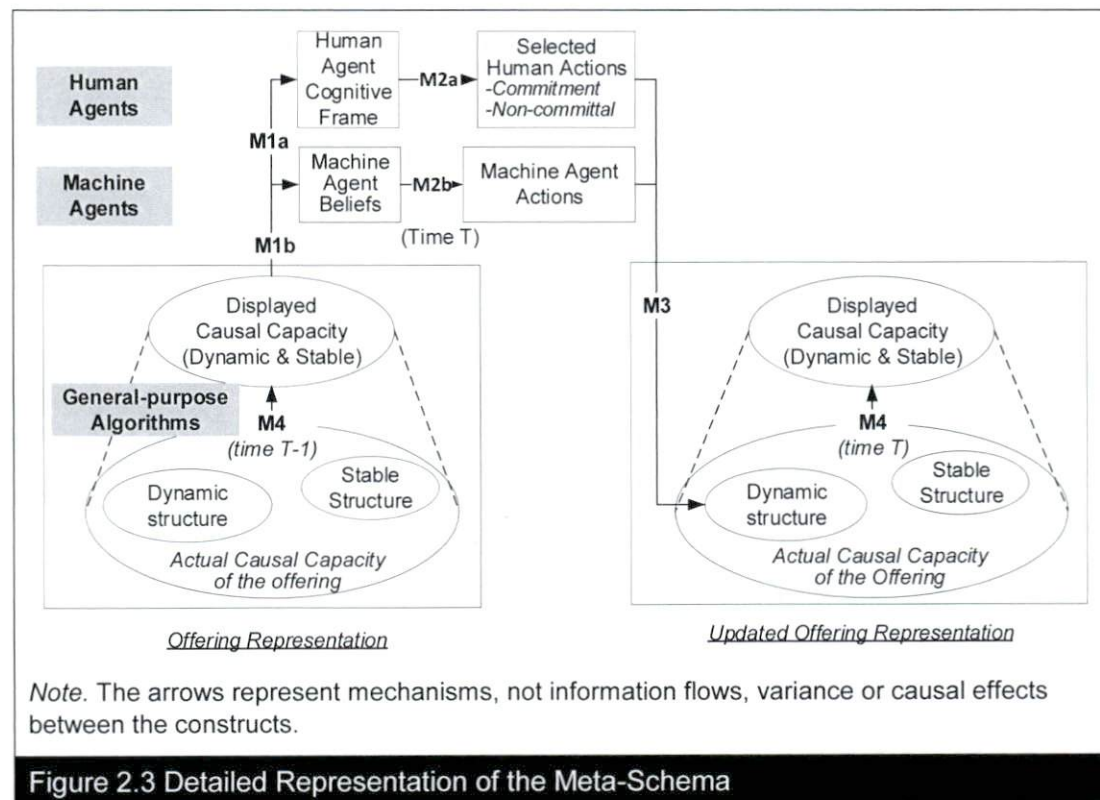 Human
Agents
Human
Agent
Cognitive
Frame
M2a
Selected
Human Actions
-Commitment
-Non-committal
M1a
Machine
Agents
Machine
Agent
Beliefs
M2b
Machine Agent
Actions
(Time T)
M1b
Displayed
Causal Capacity
(Dynamic & Stable)
General-purpose
Algorithms
M4
(time T-1)
Dynamic
structure
Stable
Structure
Actual Causal Capacity
of the offering
Offering Representation
M3
Displayed
Causal Capacity
(Dynamic & Stable)
M4
(time T)
Dynamic
structure
Stable
Structure
Actual Causal Capacity
of the Offering
Updated Offering Representation
Note. The arrows represent mechanisms, not information flows, variance or causal effects
between the constructs.
Figure 2.3 Detailed Representation of the Meta-Schema